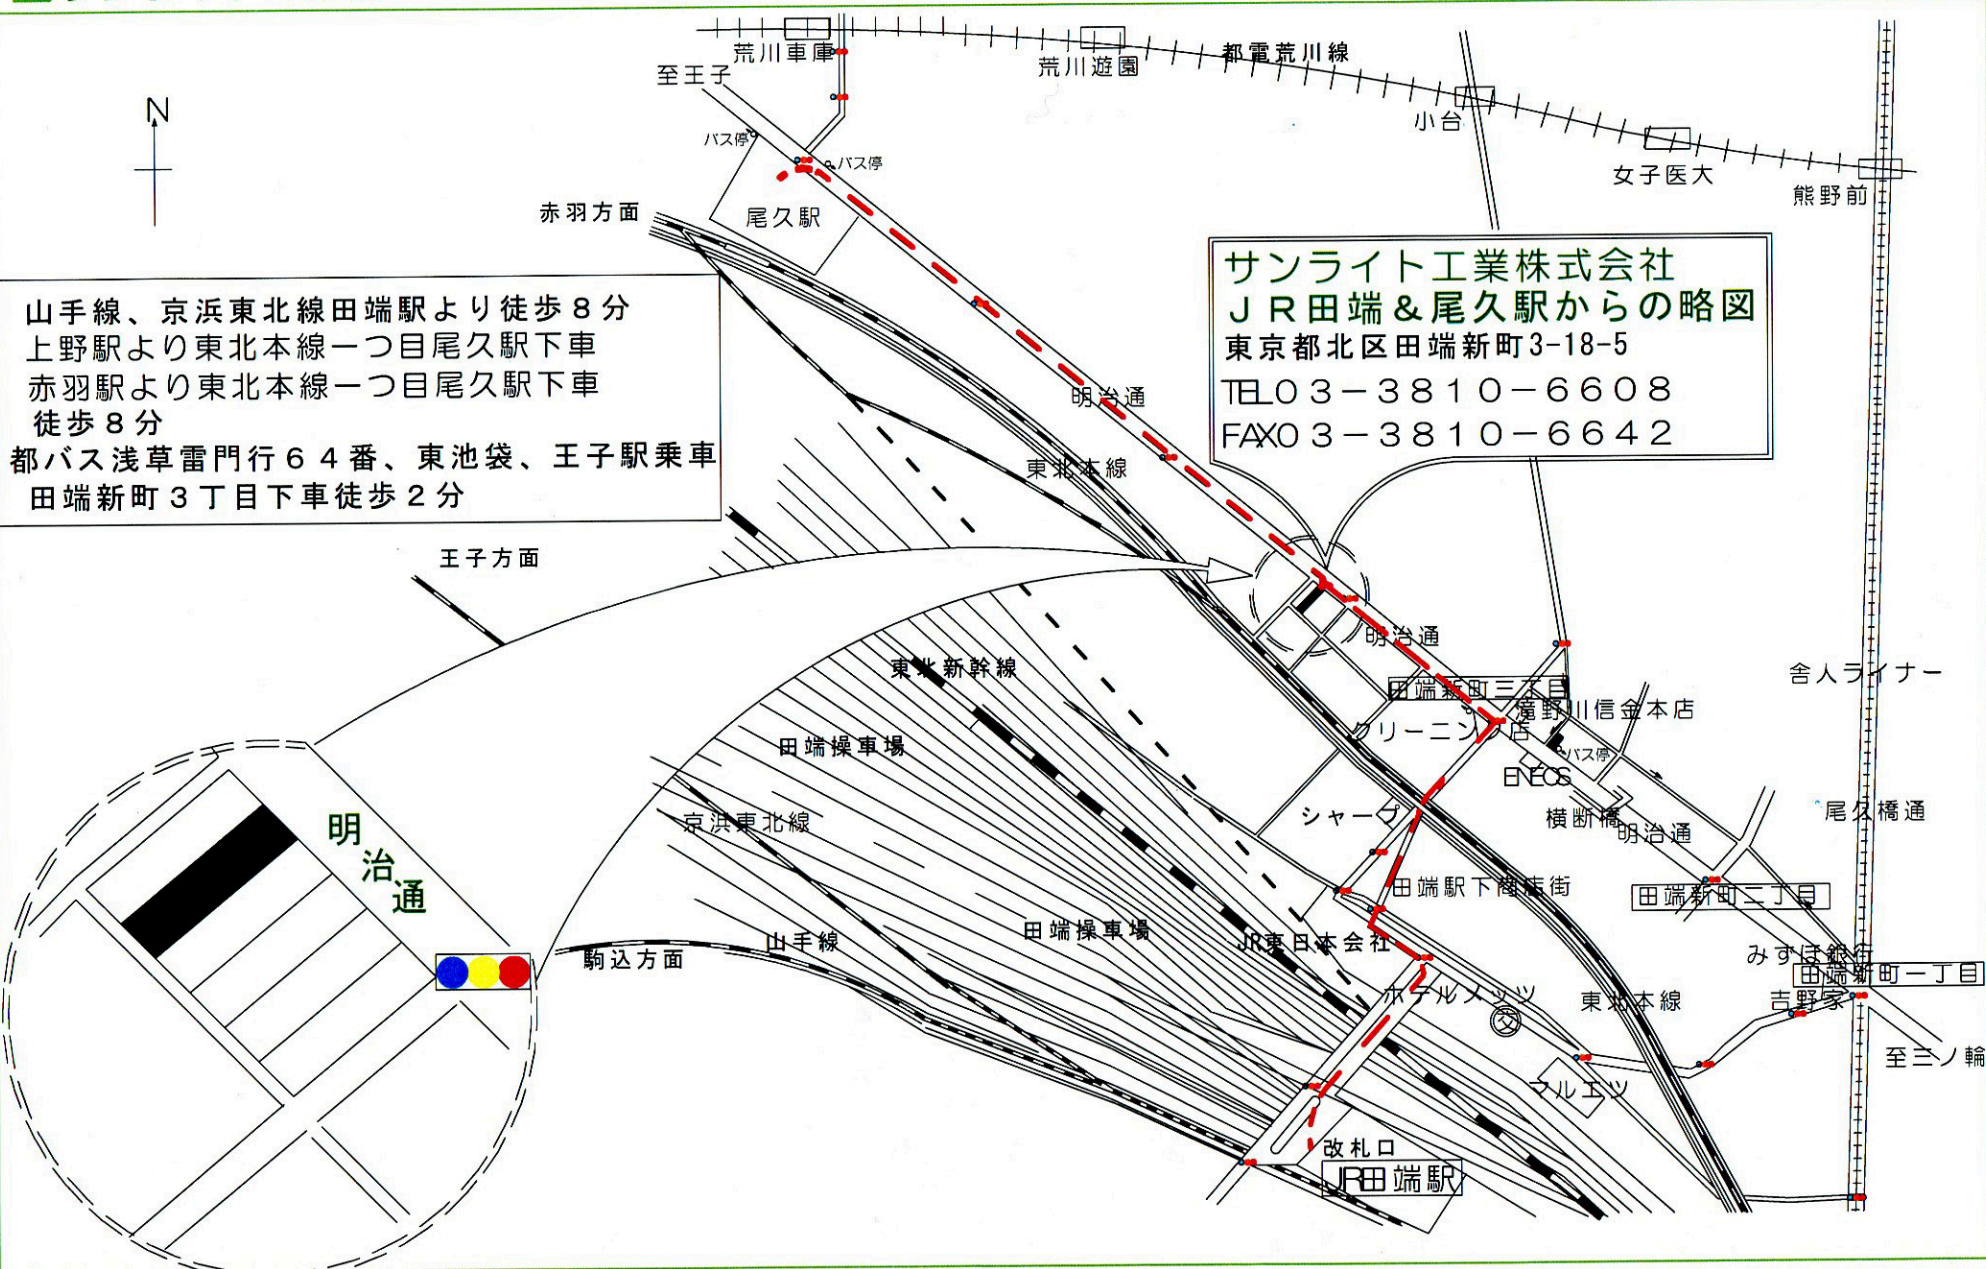 荒川車庫
荒川遊園
都電荒川線
至王子
小台
女子医大
熊野前
N
バス停
バス停
赤羽方面
尾久駅
サンライト工業株式会社
JR田端&尾久駅からの略図
東京都北区田端新町3-18-5
TEL03-3810-6608
FAX03-3810-6642
山手線、京浜東北線田端駅より徒歩8分
上野駅より東北本線一つ目尾久駅下車
赤羽駅より東北本線一つ目尾久駅下車
徒歩8分
都バス浅草雷門行64番、東池袋、王子駅乗車
田端新町3丁目下車徒歩2分
明治通
東北本線
王子方面
明治通
東北新幹線
田端新町三丁目
舎人ライナー
滝野川信金本店
クリーニング店
田端操車場
バス停
ENEOS
シャープ
横断橋
明治通
尾久橋通
京浜東北線
明治通
田端駅下商店街
田端新町二丁目
山手線
田端操車場
JR東日本会社
駒込方面
みずほ銀行
田端新町一丁目
ホテルメッツ
東北本線
吉野家
交
至三ノ輪
マルエツ
改札口
JR田端駅